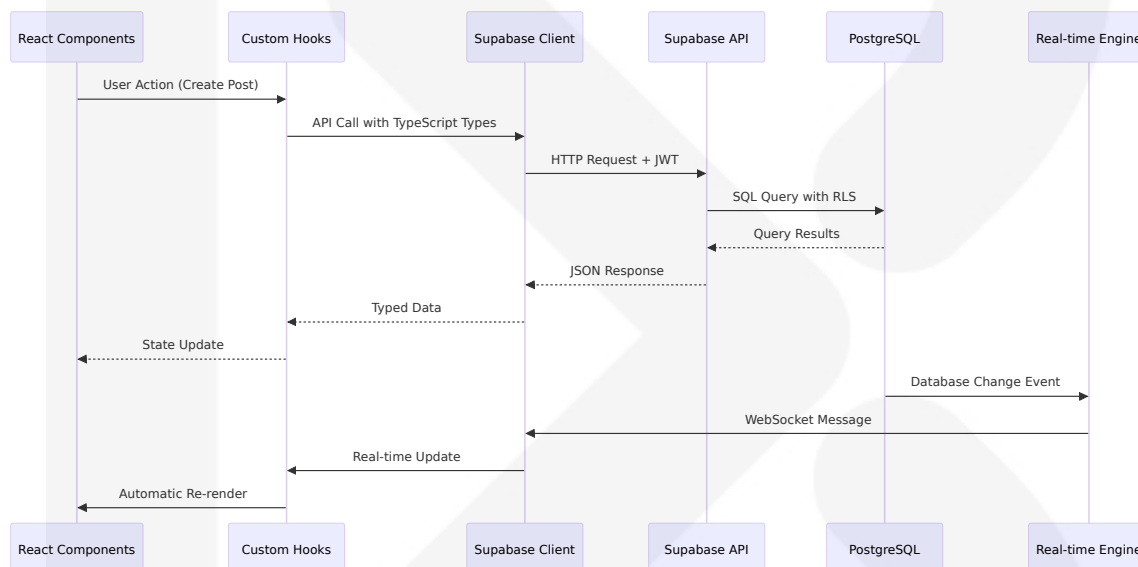 React Components
Custom Hooks
Supabase Client
Supabase API
PostgreSQL
Real-time Engine
User Action (Create Post)
API Call with TypeScript Types
HTTP Request + JWT
SQL Query with RLS
Query Results
JSON Response
Typed Data
State Update
Database Change Event
WebSocket Message
Real-time Update
Automatic Re-render
React Components
Custom Hooks
Supabase Client
Supabase API
PostgreSQL
Real-time Engine